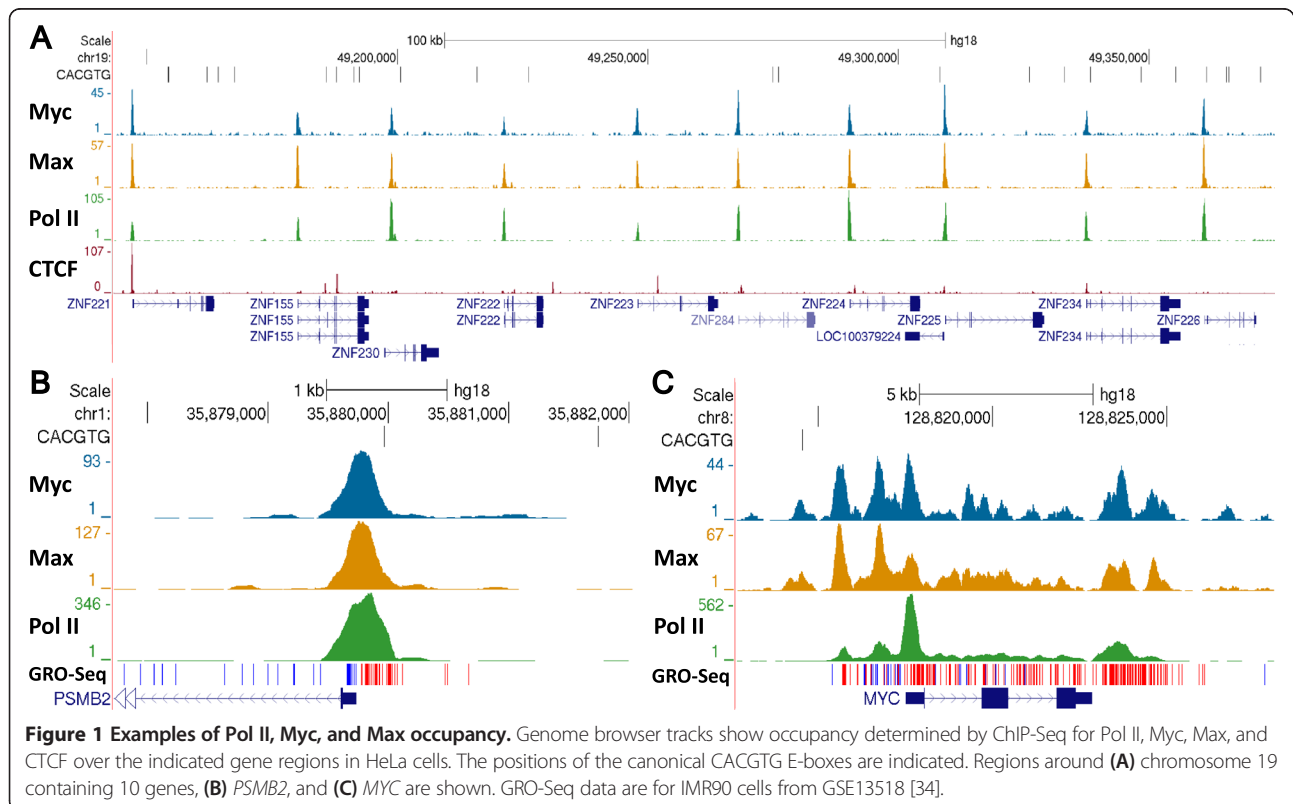 A
Scale 100 kb hg18
chr19: 49,200,000 49,250,000 49,300,000 49,350,000
CACGTG
45 -
Myc
1
57 -
Max
1
105 -
Pol II
1
107 -
CTCF
0
ZNF221 ZNF155 ZNF222 ZNF223 ZNF224 ZNF234
ZNF155 ZNF222 ZNF284 ZNF225 ZNF226
ZNF155 LOC100379224 ZNF234
ZNF230
B
Scale 1 kb hg18
chr1: 35,879,000 35,880,000 35,881,000 35,882,000
CACGTG
93 -
Myc
1
127 -
Max
1
346 -
Pol II
1
GRO-Seq
PSMB2
C
Scale 5 kb hg18
chr8: 128,820,000 128,825,000
CACGTG
44 -
Myc
1
67 -
Max
1
562 -
Pol II
1
GRO-Seq
MYC
Figure 1 Examples of Pol II, Myc, and Max occupancy. Genome browser tracks show occupancy determined by ChIP-Seq for Pol II, Myc, Max, and
CTCF over the indicated gene regions in HeLa cells. The positions of the canonical CACGTG E-boxes are indicated. Regions around (A) chromosome 19
containing 10 genes, (B) PSMB2, and (C) MYC are shown. GRO-Seq data are for IMR90 cells from GSE13518 [34].